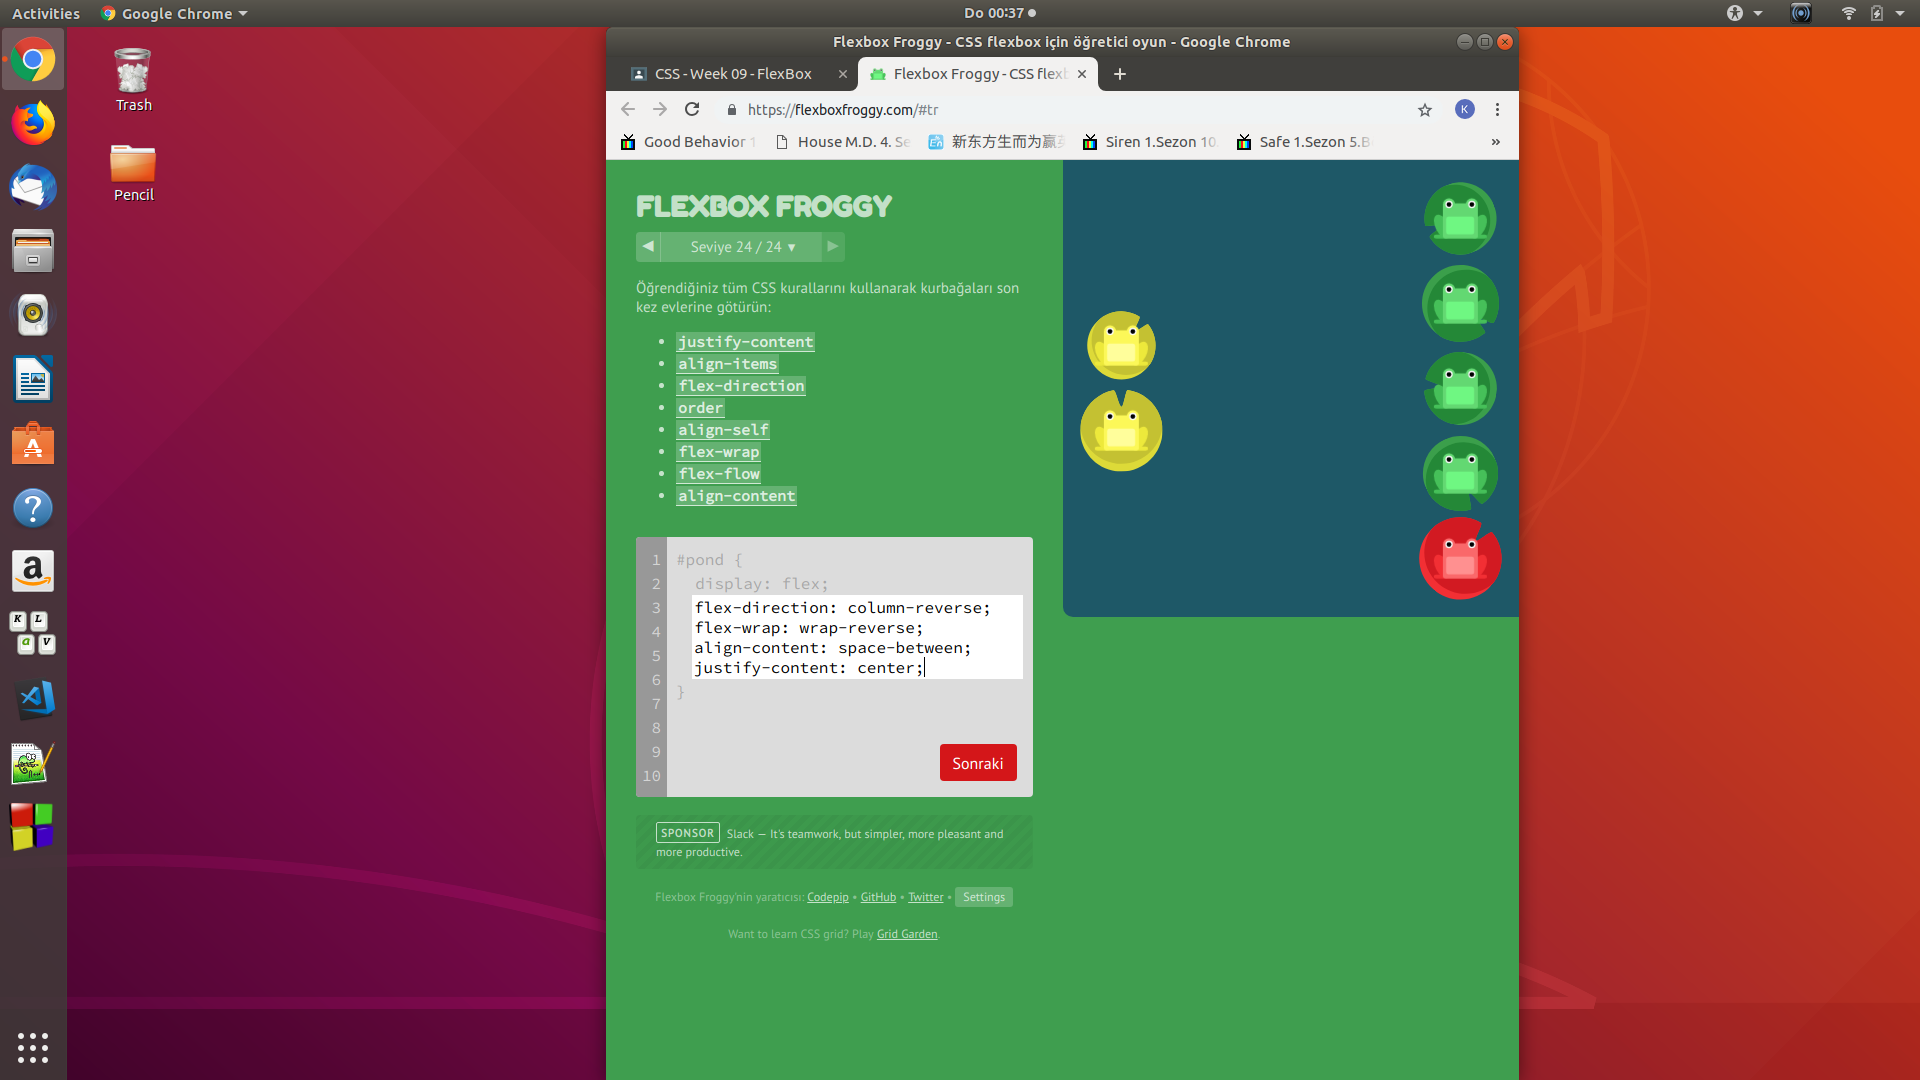 Activities
Google Chrome
Do 00:37
Trash
Pencil
Flexbox Froggy - CSS flexbox için öğretici oyun - Google Chrome
CSS - Week 09 - FlexBox
Flexbox Froggy - CSS flexb
https://flexboxfroggy.com/#tr
K
Good Behavior 1
House M.D. 4. Se
新东方生而为赢英
Siren 1.Sezon 10.
Safe 1.Sezon 5.B
»
FLEXBOX FROGGY
Seviye 24 / 24
Öğrendiğiniz tüm CSS kurallarını kullanarak kurbağaları son
kez evlerine götürün:
justify-content
align-items
flex-direction
order
align-self
flex-wrap
flex-flow
align-content
1 #pond {
2 display: flex;
3 flex-direction: column-reverse;
4 flex-wrap: wrap-reverse;
5 align-content: space-between;
6 justify-content: center;
7 }
8
9
10
Sonraki
SPONSOR Slack — It's teamwork, but simpler, more pleasant and
more productive.
Flexbox Froggy'nin yaratıcısı: Codepip • GitHub • Twitter • Settings
Want to learn CSS grid? Play Grid Garden.